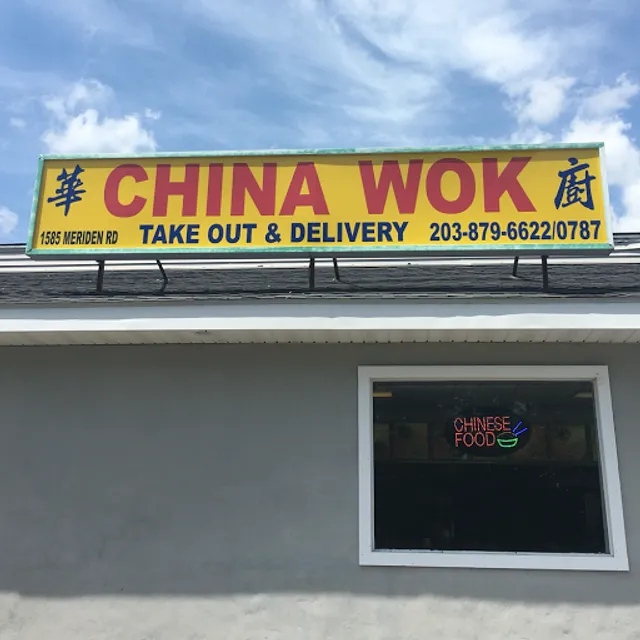 華 CHINA WOK 廚
1585 MERIDEN RD TAKE OUT & DELIVERY 203-879-6622/0787
CHINESE
FOOD